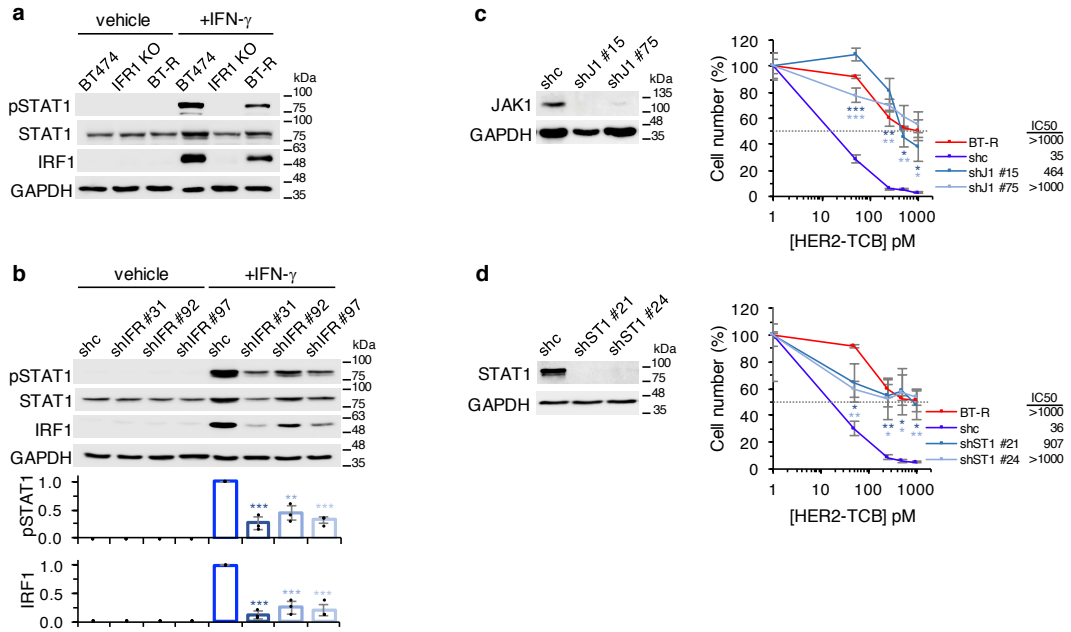 a
vehicle
+IFN-γ
BT474
IFR1 KO
BT-R
BT474
IFR1 KO
BT-R
kDa
pSTAT1
100
75
STAT1
75
63
IRF1
48
GAPDH
48
35
b
vehicle
+IFN-γ
shc
shIFR #31
shIFR #92
shIFR #97
shc
shIFR #31
shIFR #92
shIFR #97
kDa
pSTAT1
100
75
STAT1
100
75
IRF1
63
48
GAPDH
48
35
pSTAT1
1.0
0.5
0.0
*** ** ***
IRF1
1.0
0.5
0.0
*** *** ***
c
shc
shJ1 #15
shJ1 #75
kDa
JAK1
135
100
GAPDH
48
35
Cell number (%)
120
100
80
60
40
20
0
***
***
**
**
*
**
*
*
1 10 100 1000
[HER2-TCB] pM
IC50
BT-R >1000
shc 35
shJ1 #15 464
shJ1 #75 >1000
d
shc
shST1 #21
shST1 #24
kDa
STAT1
100
75
GAPDH
48
35
Cell number (%)
120
100
80
60
40
20
0
*
**
**
*
*
*
*
**
1 10 100 1000
[HER2-TCB] pM
IC50
BT-R >1000
shc 36
shST1 #21 907
shST1 #24 >1000